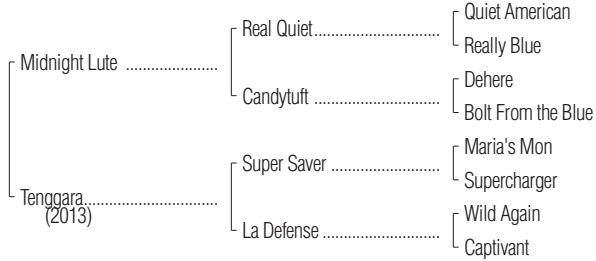 Quiet American
Real Quiet..............................
Really Blue
Midnight Lute ......................
Dehere
Candytuft ..............................
Bolt From the Blue
Maria's Mon
Super Saver ..........................
Supercharger
Tenggara................................
(2013)
Wild Again
La Defense ............................
Captivant